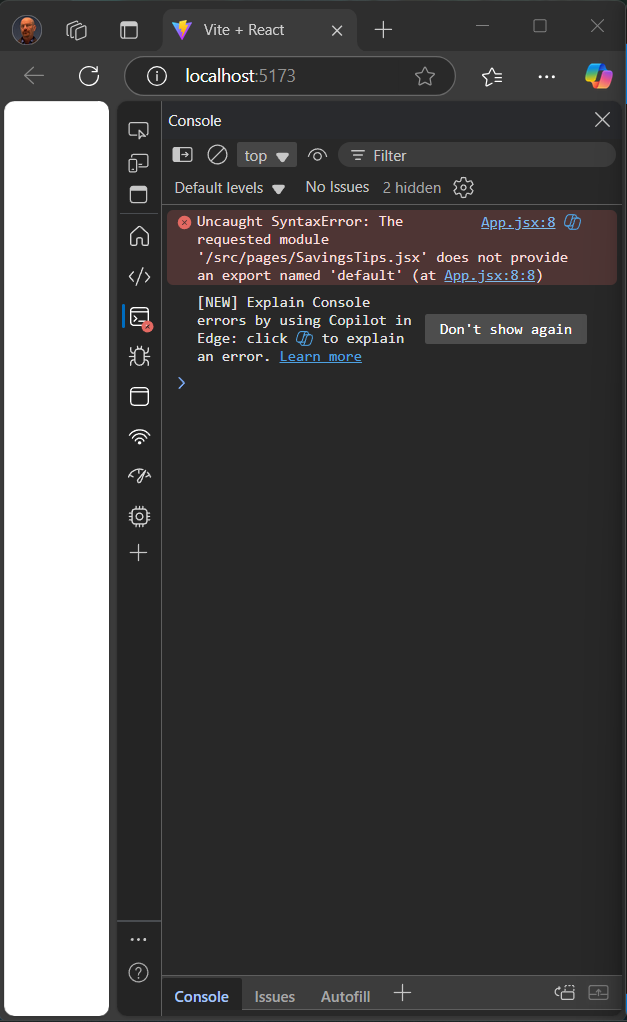 Vite + React
localhost:5173
Console
top
Filter
Default levels
No Issues
2 hidden
Uncaught SyntaxError: The
App.jsx:8
requested module
'/src/pages/SavingsTips.jsx' does not provide
an export named 'default' (at App.jsx:8:8)
[NEW] Explain Console
errors by using Copilot in
Edge: click to explain
an error. Learn more
Don't show again
Console
Issues
Autofill